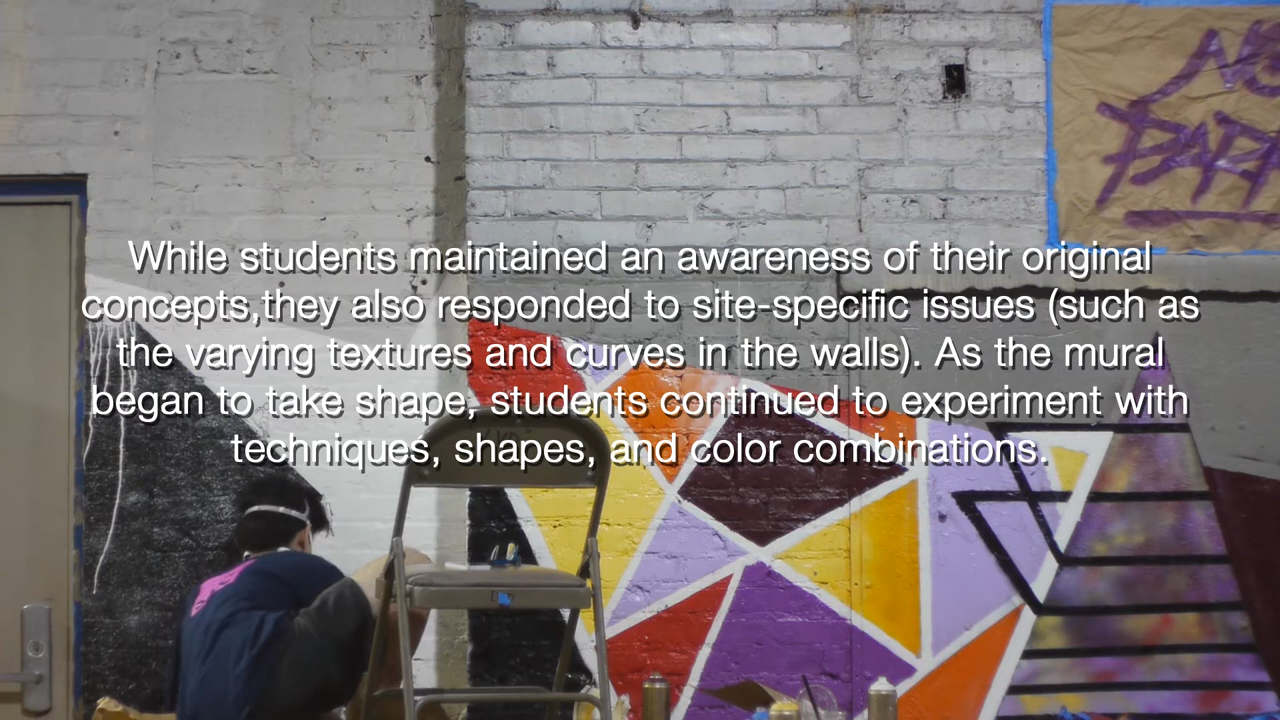 While students maintained an awareness of their original
concepts,they also responded to site-specific issues (such as
the varying textures and curves in the walls). As the mural
began to take shape, students continued to experiment with
techniques, shapes, and color combinations.